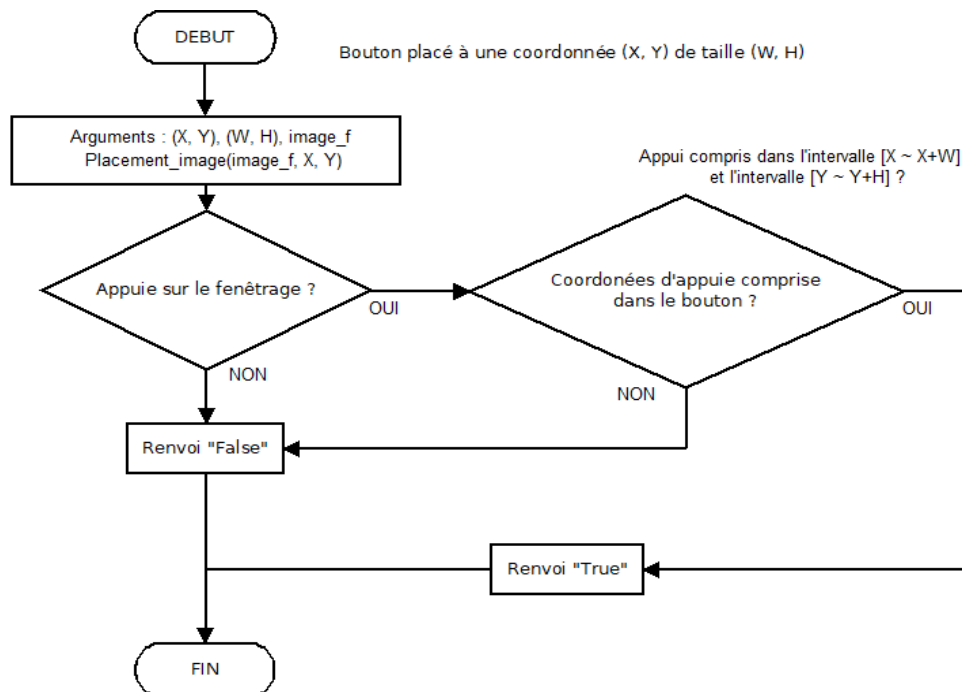 DEBUT
Bouton placé à une coordonnée (X, Y) de taille (W, H)
Arguments : (X, Y), (W, H), image_f
Placement_image(image_f, X, Y)
Appui compris dans l'intervalle [X ~ X+W]
et l'intervalle [Y ~ Y+H] ?
Appuie sur le fenêtrage ?
OUI
Coordonées d'appuie comprise
dans le bouton ?
OUI
NON
NON
Renvoi "False"
Renvoi "True"
FIN